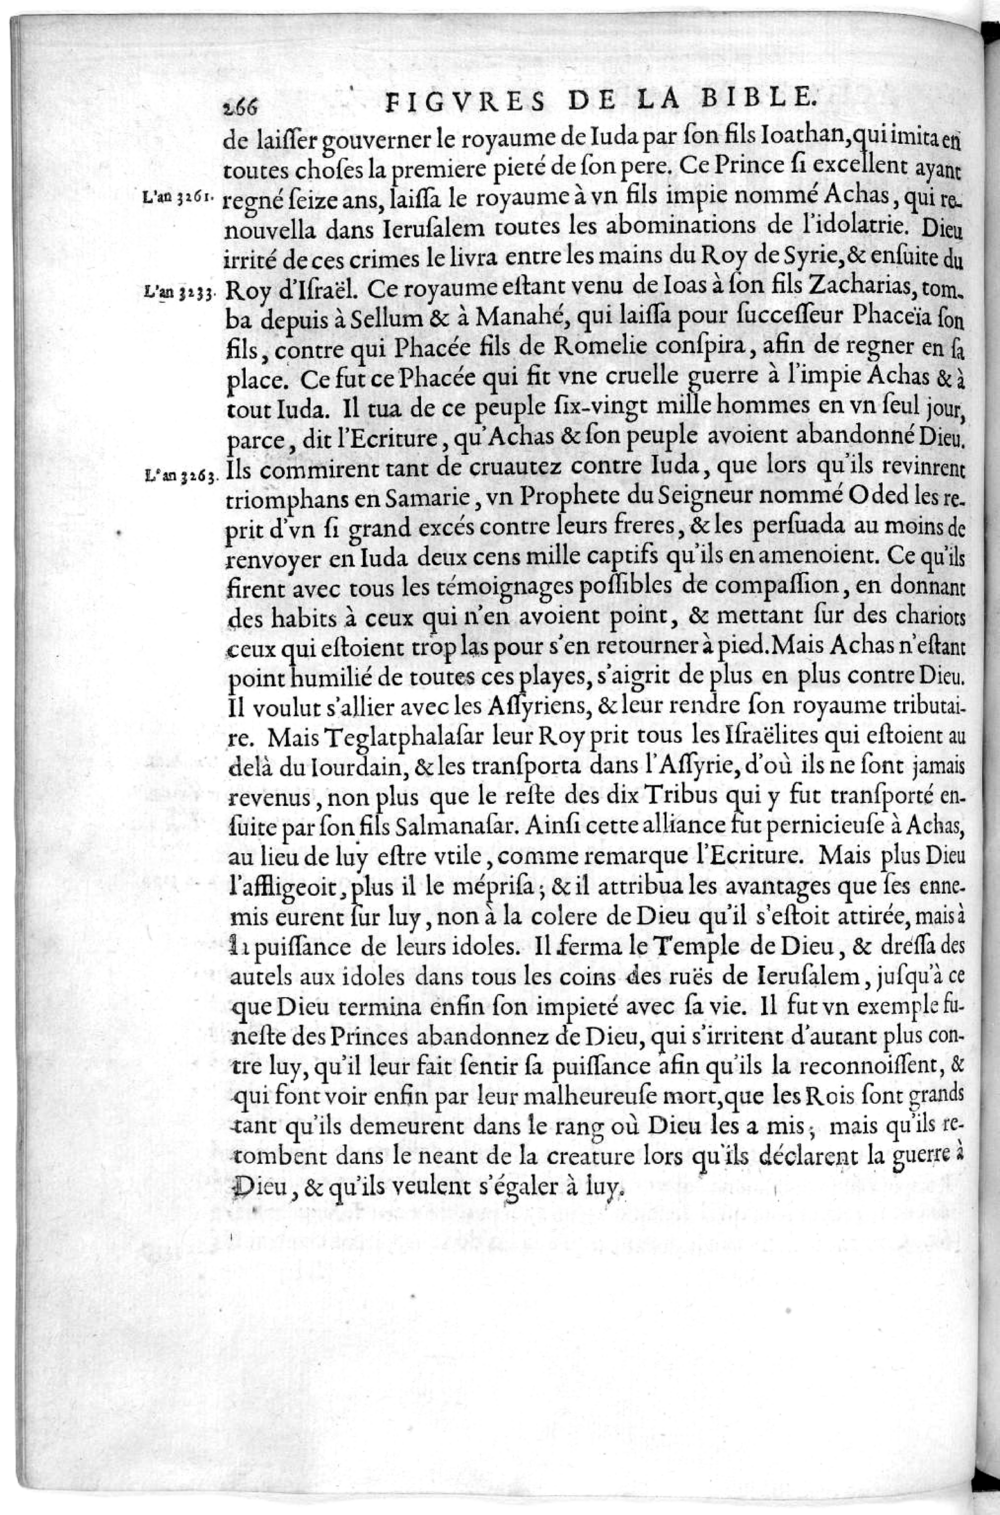 266 FIGVRES DE LA BIBLE.
de laiſſer gouverner le royaume de Iuda par ſon fils Ioathan, qui imita en
toutes choſes la premiere pieté de ſon pere. Ce Prince ſi excellent ayant
L'an 3261. regné ſeize ans, laiſſa le royaume à vn fils impie nommé Achas, qui re-
nouvella dans Ieruſalem toutes les abominations de l'idolatrie. Dieu
irrité de ces crimes le livra entre les mains du Roy de Syrie, & enſuite du
L'an 3233. Roy d'Iſraël. Ce royaume eſtant venu de Ioas à ſon fils Zacharias, tom-
ba depuis à Sellum & à Manahé, qui laiſſa pour ſucceſſeur Phaceïa ſon
fils, contre qui Phacée fils de Romelie conſpira, afin de regner en ſa
place. Ce fut ce Phacée qui fit vne cruelle guerre à l'impie Achas & à
tout Iuda. Il tua de ce peuple ſix-vingt mille hommes en vn ſeul jour,
parce, dit l'Ecriture, qu'Achas & ſon peuple avoient abandonné Dieu.
L'an 3263. Ils commirent tant de cruautez contre Iuda, que lors qu'ils revinrent
triomphans en Samarie, vn Prophete du Seigneur nommé Oded les re-
prit d'vn ſi grand excés contre leurs freres, & les perſuada au moins de
renvoyer en Iuda deux cens mille captifs qu'ils en amenoient. Ce qu'ils
firent avec tous les témoignages poſſibles de compaſſion, en donnant
des habits à ceux qui n'en avoient point, & mettant ſur des chariots
ceux qui eſtoient trop las pour s'en retourner à pied. Mais Achas n'eſtant
point humilié de toutes ces playes, s'aigrit de plus en plus contre Dieu.
Il voulut s'allier avec les Aſſyriens, & leur rendre ſon royaume tributai-
re. Mais Teglatphalaſar leur Roy prit tous les Iſraëlites qui eſtoient au
delà du Iourdain, & les tranſporta dans l'Aſſyrie, d'où ils ne ſont jamais
revenus, non plus que le reſte des dix Tribus qui y fut tranſporté en-
ſuite par ſon fils Salmanaſar. Ainſi cette alliance fut pernicieuſe à Achas,
au lieu de luy eſtre vtile, comme remarque l'Ecriture. Mais plus Dieu
l'affligeoit, plus il le mépriſa; & il attribua les avantages que ſes enne-
mis eurent ſur luy, non à la colere de Dieu qu'il s'eſtoit attirée, mais à
la puiſſance de leurs idoles. Il ferma le Temple de Dieu, & dreſſa des
autels aux idoles dans tous les coins des ruës de Ieruſalem, juſqu'à ce
que Dieu termina enfin ſon impieté avec ſa vie. Il fut vn exemple fu-
neſte des Princes abandonnez de Dieu, qui s'irritent d'autant plus con-
tre luy, qu'il leur fait ſentir ſa puiſſance afin qu'ils la reconnoiſſent, &
qui font voir enfin par leur malheureuſe mort, que les Rois ſont grands
tant qu'ils demeurent dans le rang où Dieu les a mis; mais qu'ils re-
tombent dans le neant de la creature lors qu'ils déclarent la guerre à
Dieu, & qu'ils veulent s'égaler à luy.